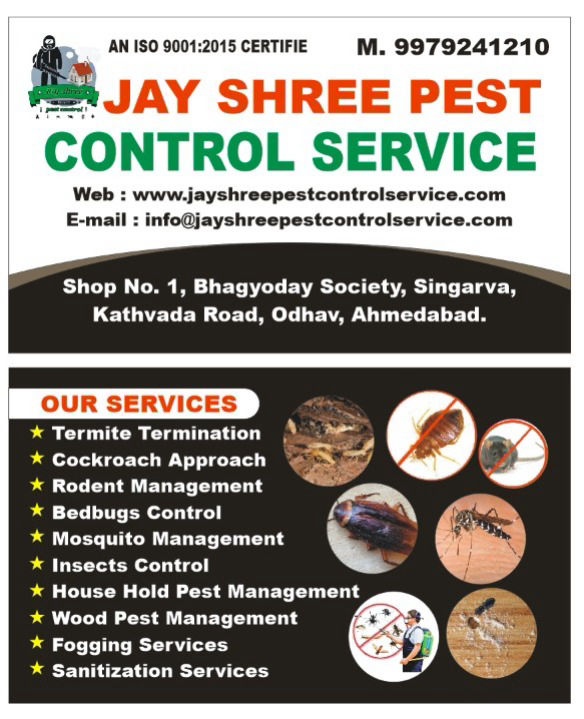 AN ISO 9001:2015 CERTIFIE
M. 9979241210
JAY SHREE PEST
CONTROL SERVICE
Web : www.jayshreepestcontrolservice.com
E-mail : info@jayshreepestcontrolservice.com
Shop No. 1, Bhagyoday Society, Singarva,
Kathvada Road, Odhav, Ahmedabad.
OUR SERVICES
Termite Termination
Cockroach Approach
Rodent Management
Bedbugs Control
Mosquito Management
Insects Control
House Hold Pest Management
Wood Pest Management
Fogging Services
Sanitization Services